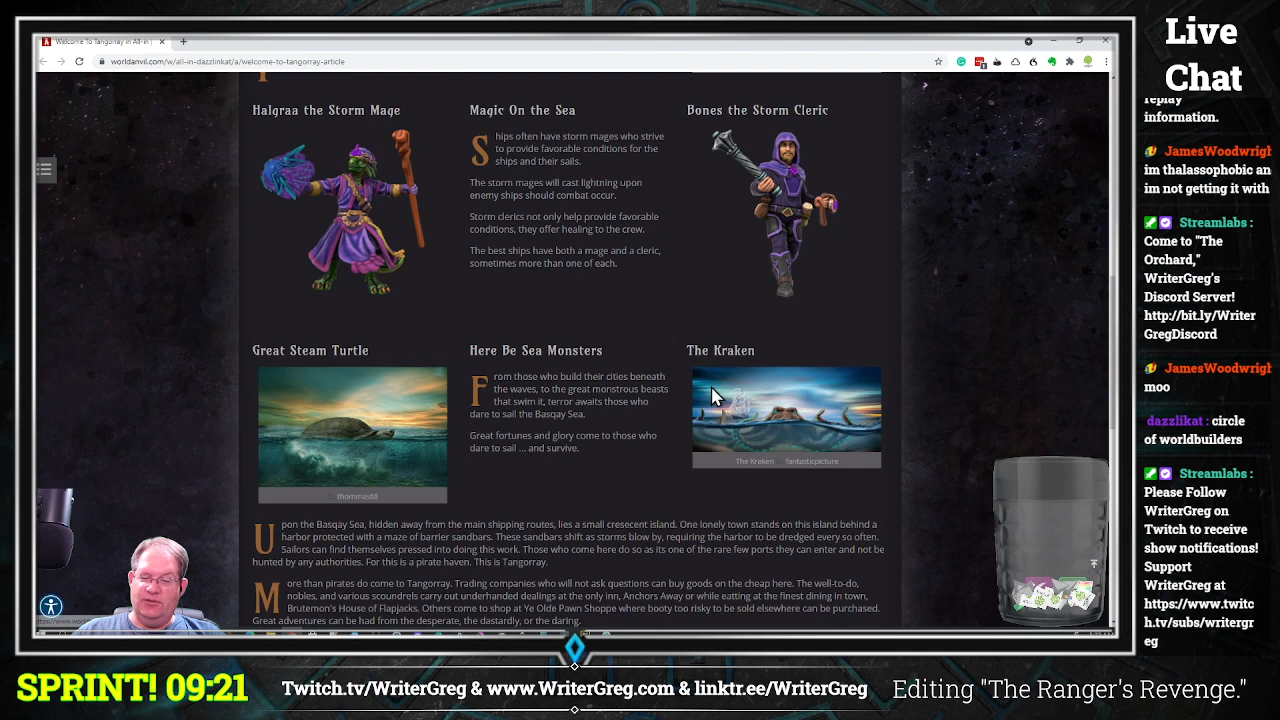 Welcome To Tangorray in All-in |
worldanvil.com/w/all-in-dazzlinkat/a/welcome-to-tangorray-article
Halgraa the Storm Mage
Magic On the Sea
Ships often have storm mages who strive
to provide favorable conditions for the
ships and their sails.
The storm mages will cast lightning upon
enemy ships should combat occur.
Storm clerics not only help provide favorable
conditions, they offer healing to the crew.
The best ships have both a mage and a cleric,
sometimes more than one of each.
Bones the Storm Cleric
Great Steam Turtle
by thommas68
Here Be Sea Monsters
From those who build their cities beneath
the waves, to the great monstrous beasts
that swim it, terror awaits those who
dare to sail the Basqay Sea.
Great fortunes and glory come to those who
dare to sail ... and survive.
The Kraken
The Kraken
fantasticpicture
Upon the Basqay Sea, hidden away from the main shipping routes, lies a small cresecent island. One lonely town stands on this island behind a
harbor protected with a maze of barrier sandbars. These sandbars shift as storms blow by, requiring the harbor to be dredged every so often.
Sailors can find themselves pressed into doing this work. Those who come here do so as its one of the rare few ports they can enter and not be
hunted by any authorities. For this is a pirate haven. This is Tangorray.
More than pirates do come to Tangorray. Trading companies who will not ask questions can buy goods on the cheap here. The well-to-do,
nobles, and various scoundrels carry out underhanded dealings at the only inn, Anchors Away or while eating at the finest dining in town,
Brutemon's House of Flapjacks. Others come to shop at Ye Olde Pawn Shoppe where booty too risky to be sold elsewhere can be purchased.
Great adventures can be had from the desperate, the dastardly, or the daring.
Live
Chat
replay
information.
JamesWoodwrigh
im thalassophobic an
im not getting it with
Streamlabs :
Come to "The
Orchard,"
WriterGreg's
Discord Server!
http://bit.ly/Writer
GregDiscord
JamesWoodwrigh
moo
dazzlikat : circle
of worldbuilders
Streamlabs :
Please Follow
WriterGreg on
Twitch to receive
show notifications!
Support
WriterGreg at
https://www.twitc
h.tv/subs/writergr
eg
SPRINT! 09:21
Twitch.tv/WriterGreg & www.WriterGreg.com & linktr.ee/WriterGreg
Editing "The Ranger's Revenge."